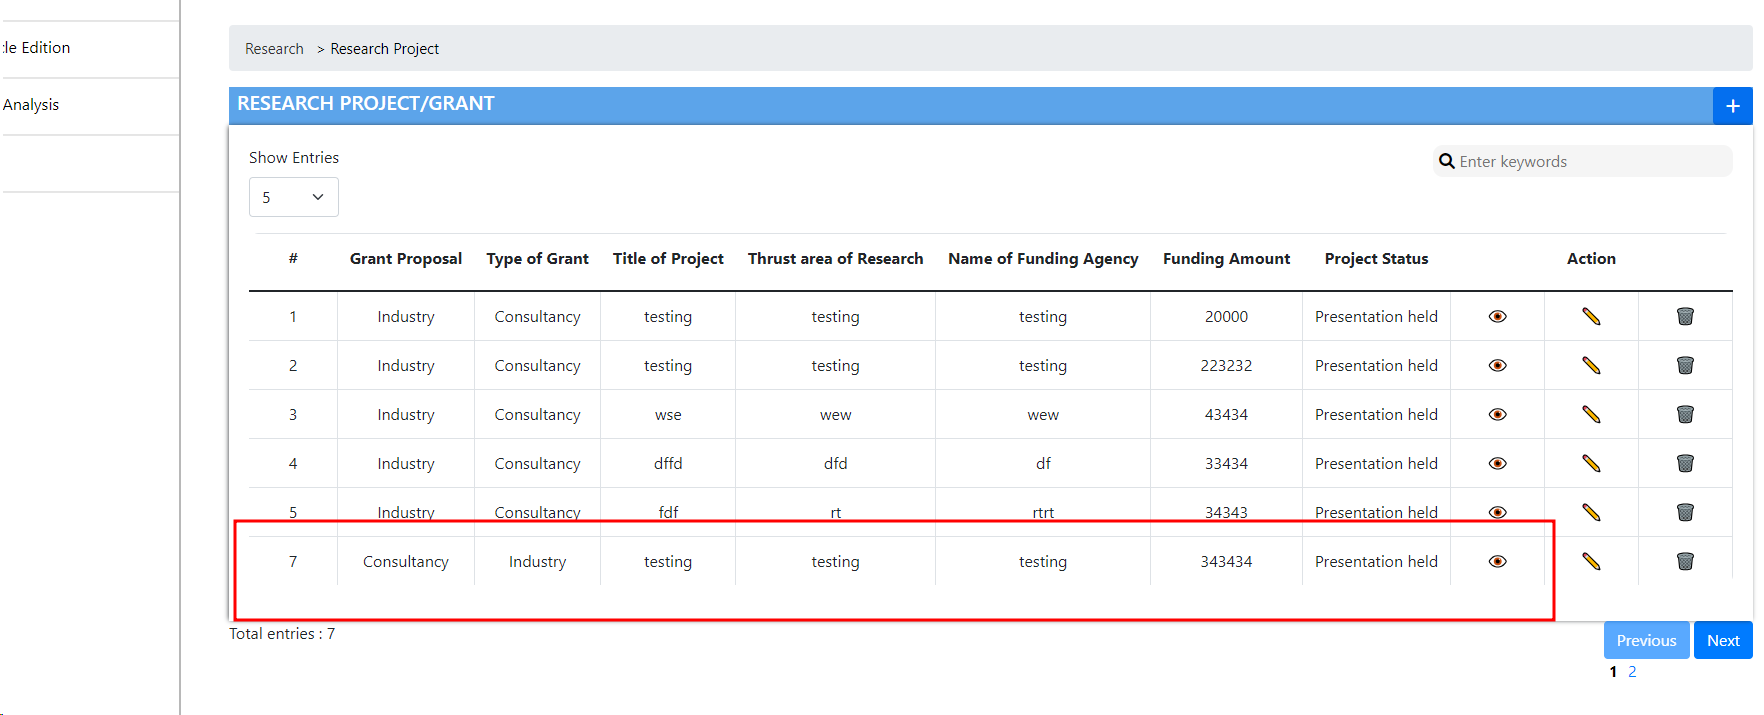 :le Edition
Analysis
Research > Research Project
RESEARCH PROJECT/GRANT
+
Show Entries
Enter keywords
5
# Grant Proposal Type of Grant Title of Project Thrust area of Research Name of Funding Agency Funding Amount Project Status Action
1 Industry Consultancy testing testing testing 20000 Presentation held
2 Industry Consultancy testing testing testing 223232 Presentation held
3 Industry Consultancy wse wew wew 43434 Presentation held
4 Industry Consultancy dffd dfd df 33434 Presentation held
5 Industry Consultancy fdf rt rtrt 34343 Presentation held
7 Consultancy Industry testing testing testing 343434 Presentation held
Total entries : 7
Previous Next
1 2